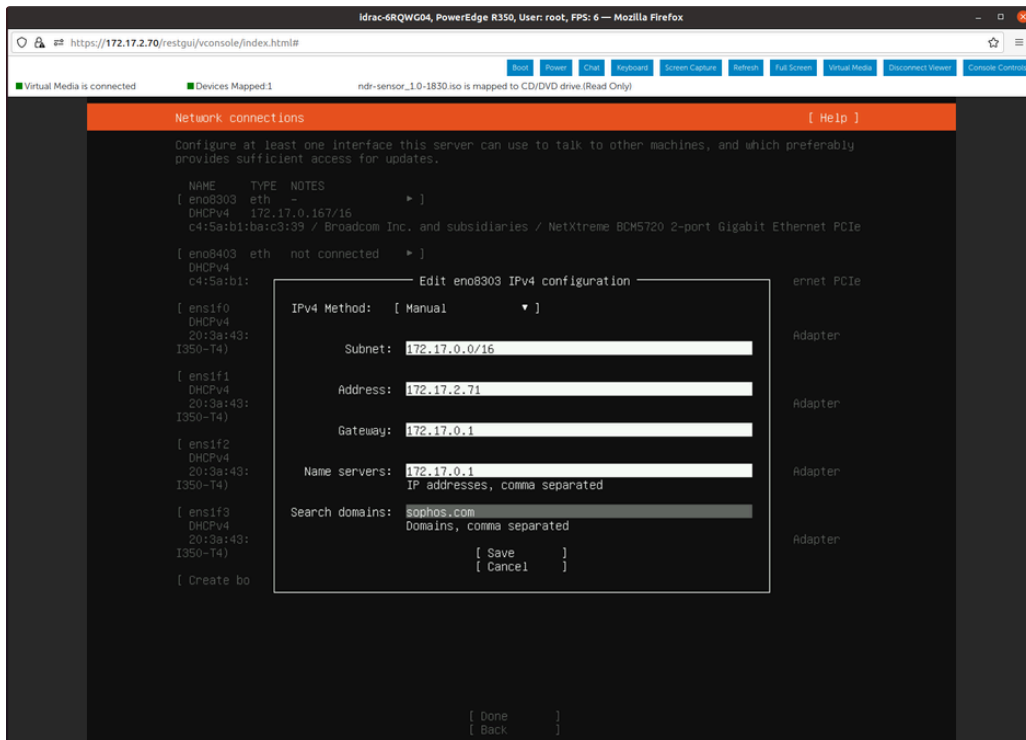 idrac-6RQWG04, PowerEdge R350, User: root, FPS: 6 — Mozilla Firefox
https://172.17.2.70/restgui/vconsole/index.html#
Boot Power Chat Keyboard Screen Capture Refresh Full Screen Virtual Media Disconnect Viewer Console Controls
Virtual Media is connected Devices Mapped:1 ndr-sensor_1.0-1830.iso is mapped to CD/DVD drive.(Read Only)
Network connections [ Help ]
Configure at least one interface this server can use to talk to other machines, and which preferably
provides sufficient access for updates.
NAME TYPE NOTES
[ eno8303 eth - ▸ ]
DHCPv4 172.17.0.167/16
c4:5a:b1:ba:c3:39 / Broadcom Inc. and subsidiaries / NetXtreme BCM5720 2-port Gigabit Ethernet PCIe
[ eno8403 eth not connected ▸ ]
DHCPv4
c4:5a:b1: ernet PCIe
Edit eno8303 IPv4 configuration
[ ens1f0
IPv4 Method: [ Manual ▾ ]
DHCPv4
20:3a:43: Adapter
I350-T4)
Subnet: 172.17.0.0/16
[ ens1f1
DHCPv4
Address: 172.17.2.71
20:3a:43: Adapter
I350-T4)
Gateway: 172.17.0.1
[ ens1f2
DHCPv4
20:3a:43: Adapter
Name servers: 172.17.0.1
I350-T4)
IP addresses, comma separated
[ ens1f3
Search domains: sophos.com
DHCPv4
Domains, comma separated
20:3a:43: Adapter
I350-T4)
[ Save ]
[ Cancel ]
[ Create bo
[ Done ]
[ Back ]